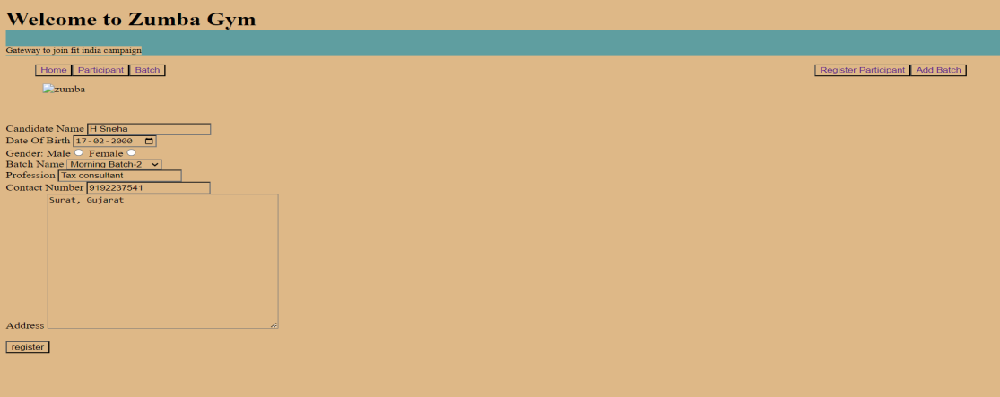 Welcome to Zumba Gym
Gateway to join fit india campaign
Home Participant Batch Register Participant Add Batch
zumba
Candidate Name H Sneha
Date Of Birth 17-02-2000
Gender: Male Female
Batch Name Morning Batch-2
Profession Tax consultant
Contact Number 9192237541
Surat, Gujarat
Address
register